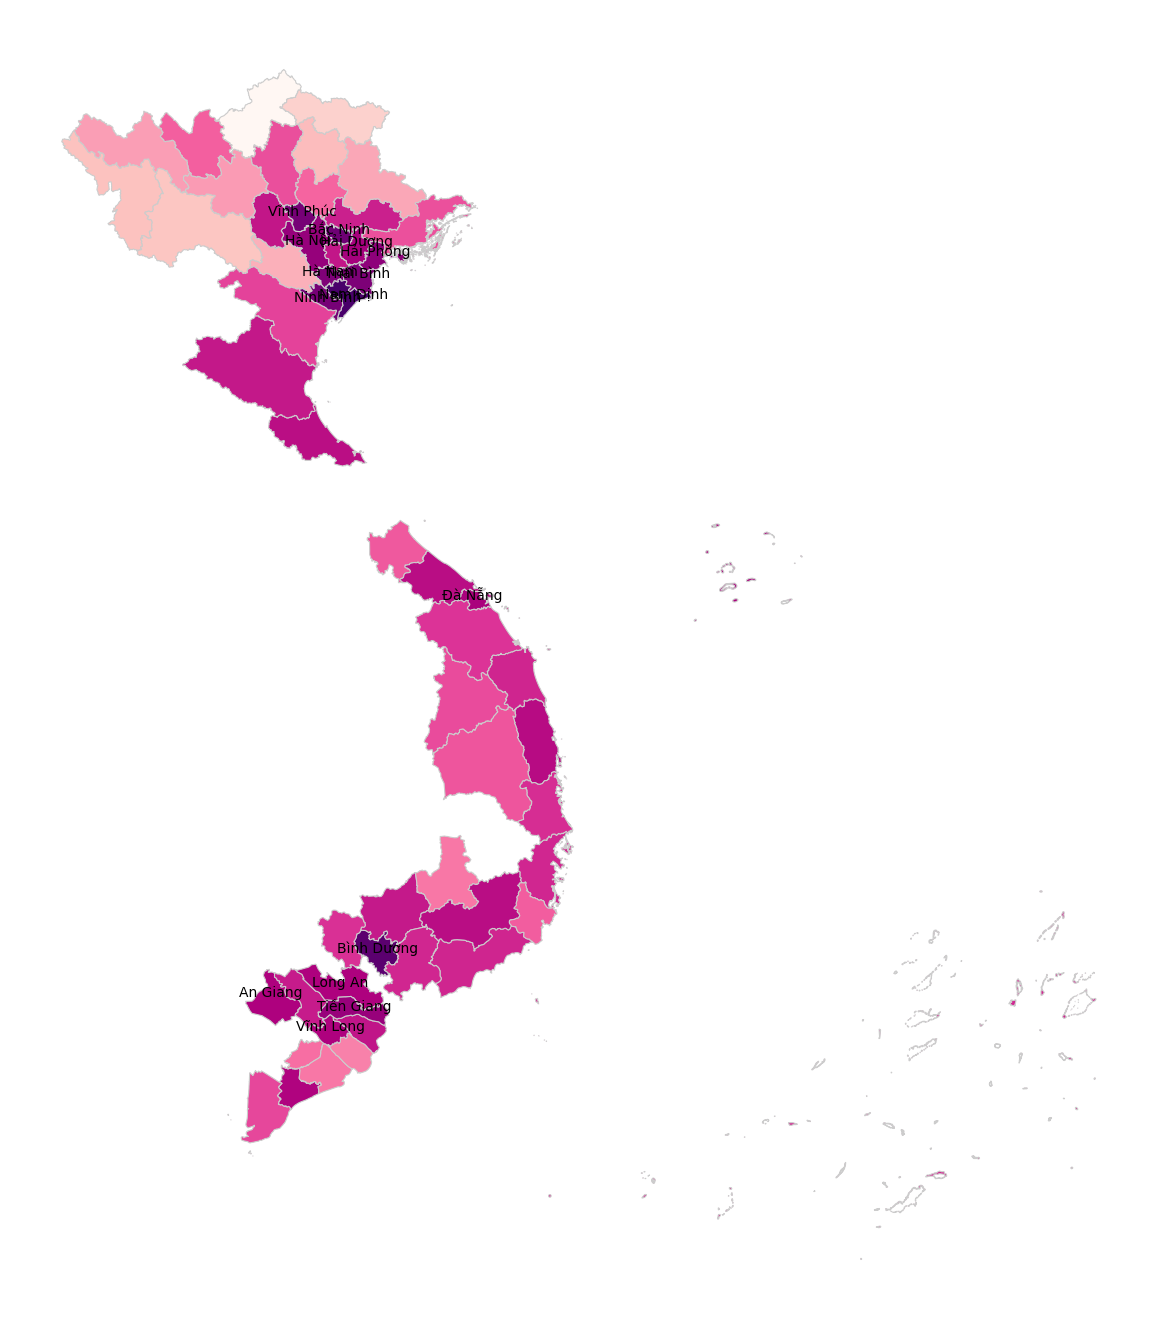 Vĩnh Phúc
Bắc Ninh
Hà Nội
Hải Dương
Hải Phòng
Hà Nam
Thái Bình
Nam Định
Ninh Bình
Đà Nẵng
Bình Dương
Long An
An Giang
Tiền Giang
Vĩnh Long